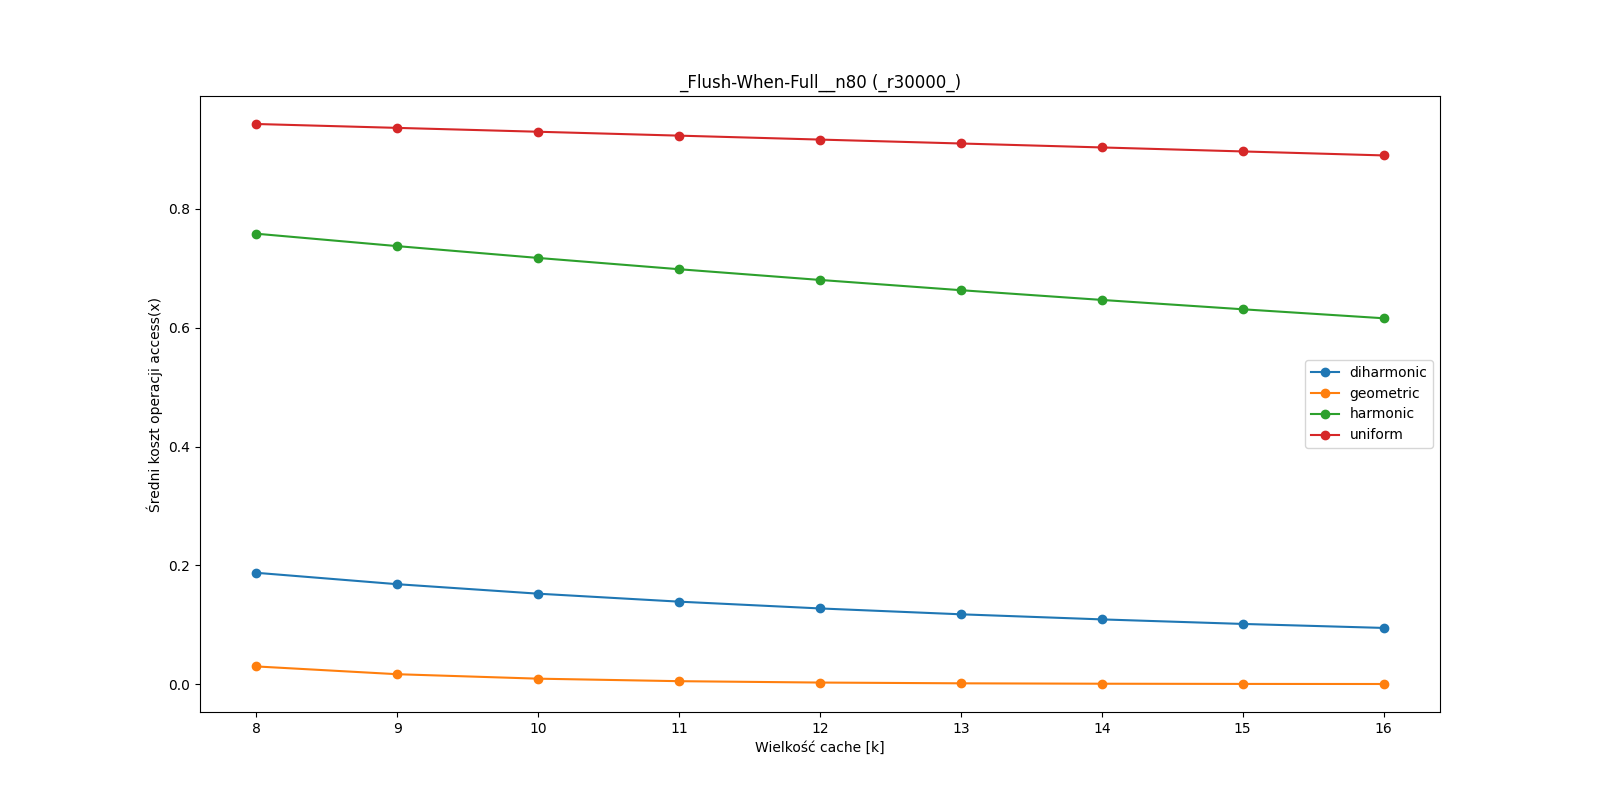 _Flush-When-Full__n80 (_r30000_)
Średni koszt operacji access(x)
0.8
0.6
0.4
0.2
0.0
diharmonic
geometric
harmonic
uniform
8 9 10 11 12 13 14 15 16
Wielkość cache [k]